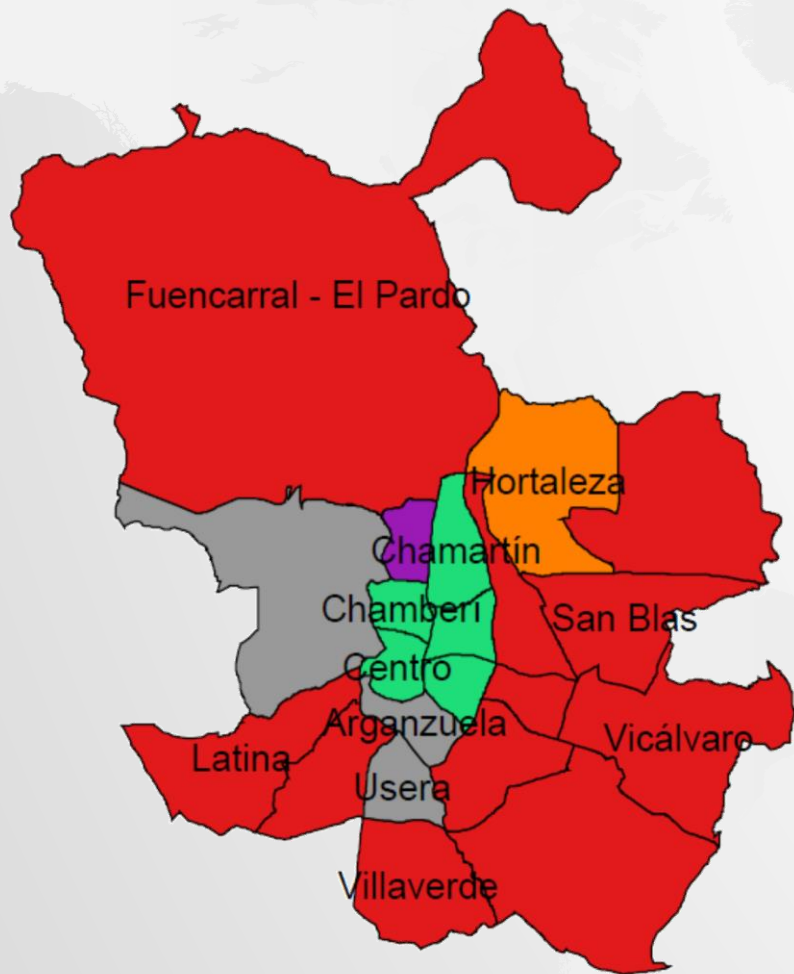 Fuencarral - El Pardo
Hortaleza
Chamartín
Chamberí
San Blas
Centro
Arganzuela
Vicálvaro
Latina
Usera
Villaverde